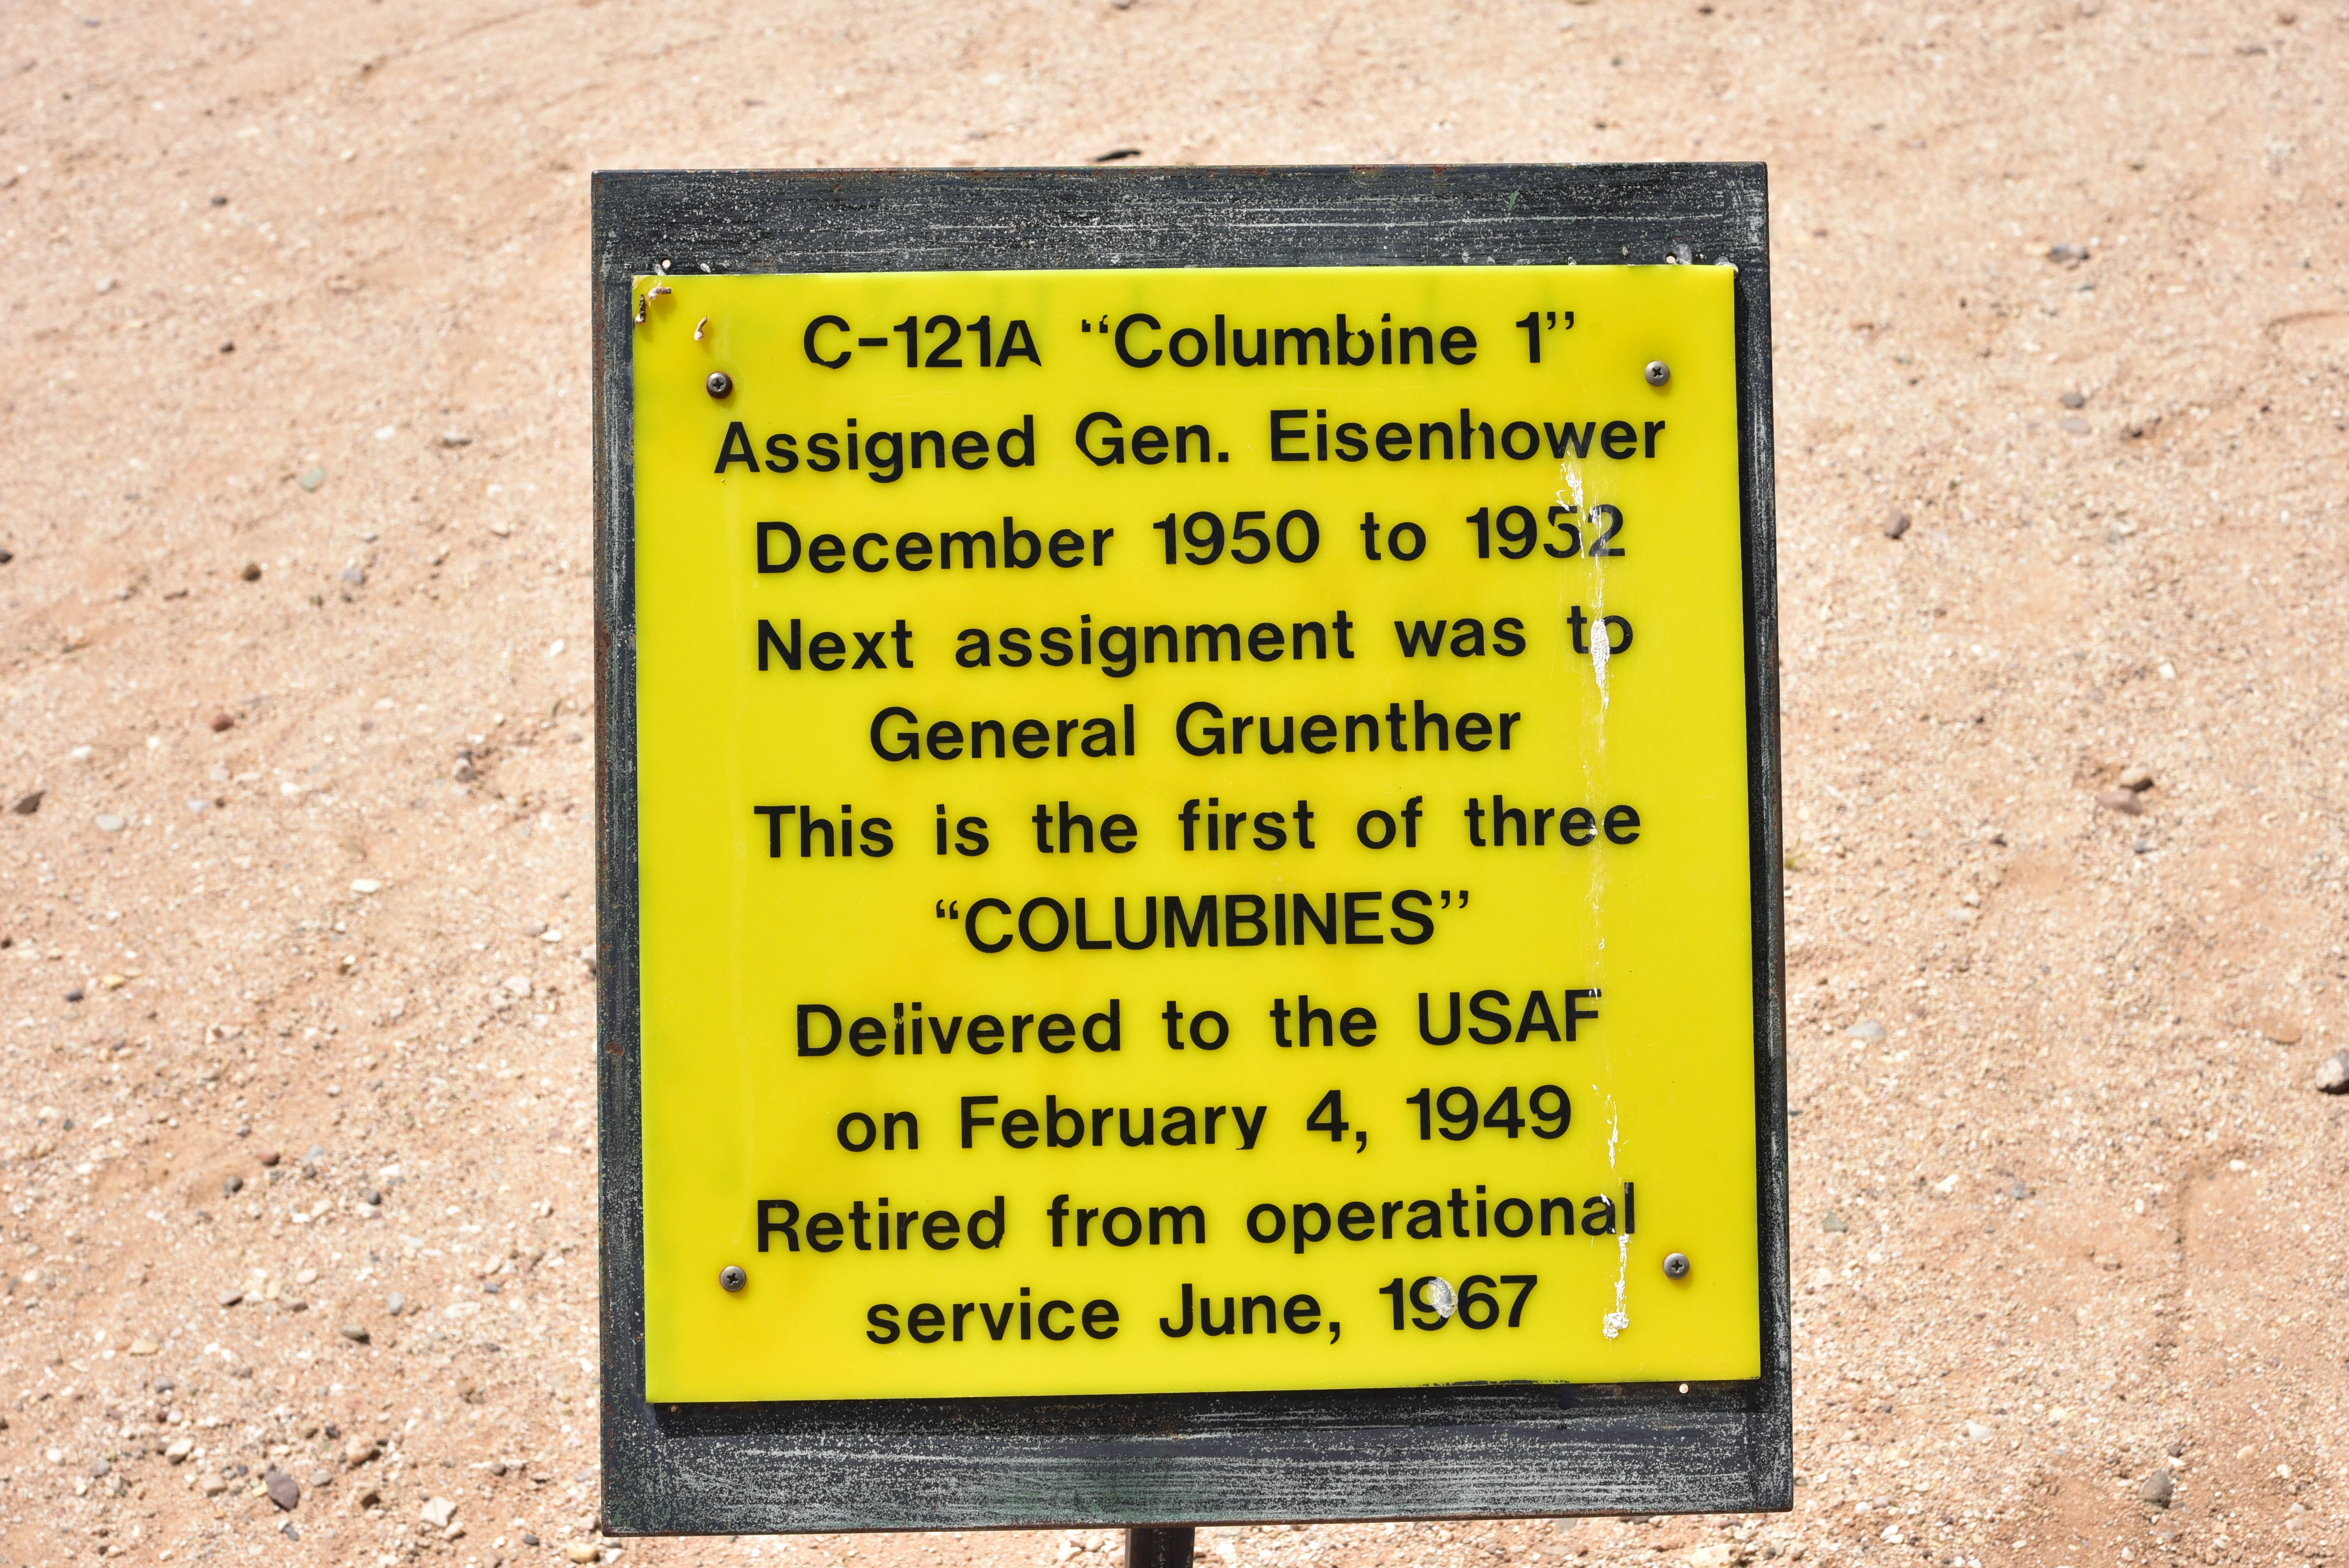 C-121A “Columbine 1”
Assigned Gen. Eisenhower
December 1950 to 1952
Next assignment was to
General Gruenther
This is the first of three
“COLUMBINES”
Delivered to the USAF
on February 4, 1949
Retired from operational
service June, 1967